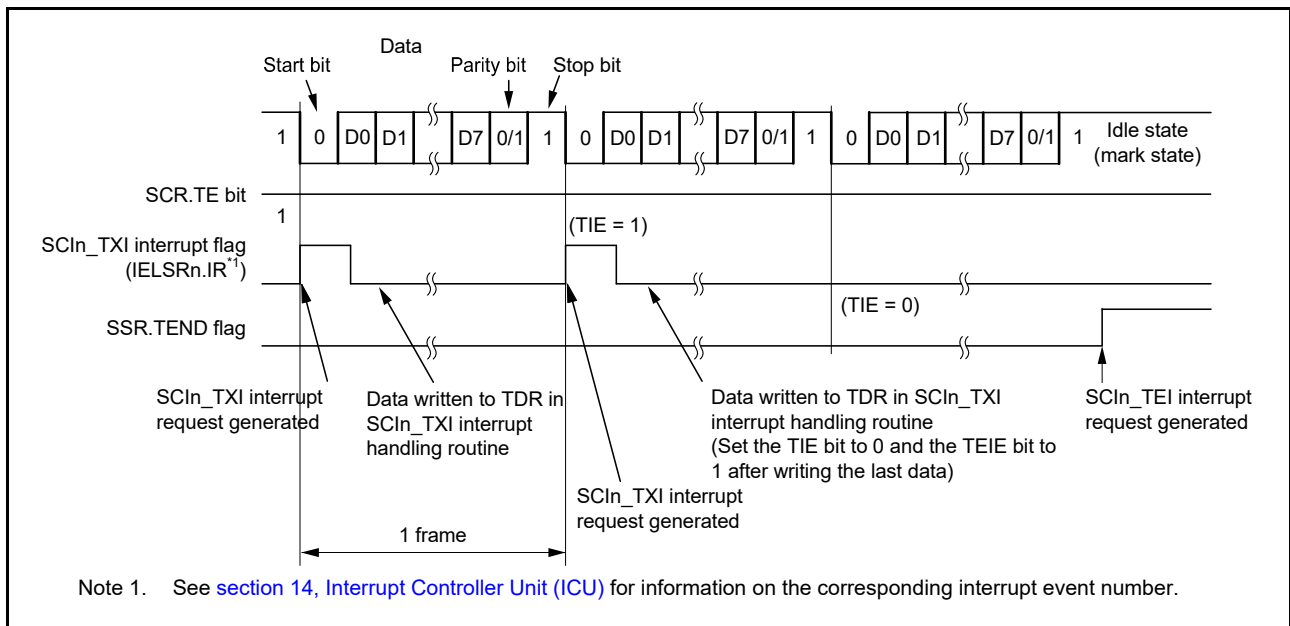 Data
Start bit
Parity bit
Stop bit
1 0 D0 D1 D7 0/1 1 0 D0 D1 D7 0/1 1 0 D0 D1 D7 0/1 1
Idle state
(mark state)
SCR.TE bit
1
(TIE = 1)
SCIn_TXI interrupt flag
(IELSRn.IR*1)
(TIE = 0)
SSR.TEND flag
SCIn_TXI interrupt
request generated
Data written to TDR in
SCIn_TXI interrupt
handling routine
Data written to TDR in SCIn_TXI
interrupt handling routine
(Set the TIE bit to 0 and the TEIE bit to
1 after writing the last data)
SCIn_TEI interrupt
request generated
SCIn_TXI interrupt
request generated
1 frame
Note 1. See section 14, Interrupt Controller Unit (ICU) for information on the corresponding interrupt event number.